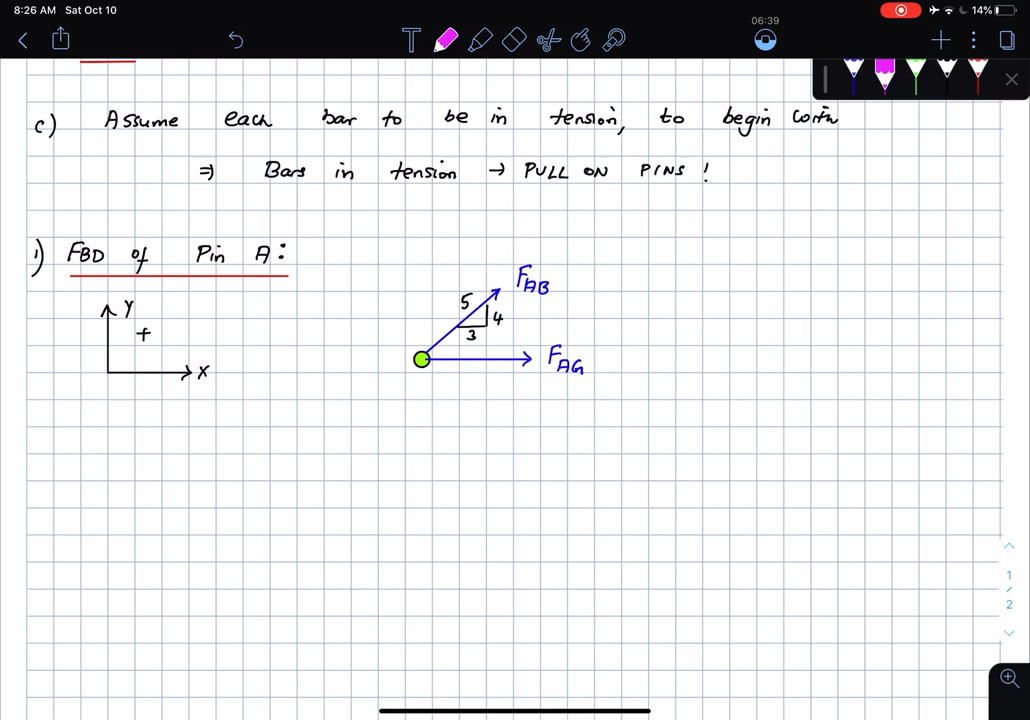 8:26 AM Sat Oct 10
14%
06:39
T
c) Assume each bar to be in tension, to begin with
⇒ Bars in tension → PULL ON PINS !
1) FBD of Pin A:
Y
+
X
5
4
3
F_AB
F_AG
1
2